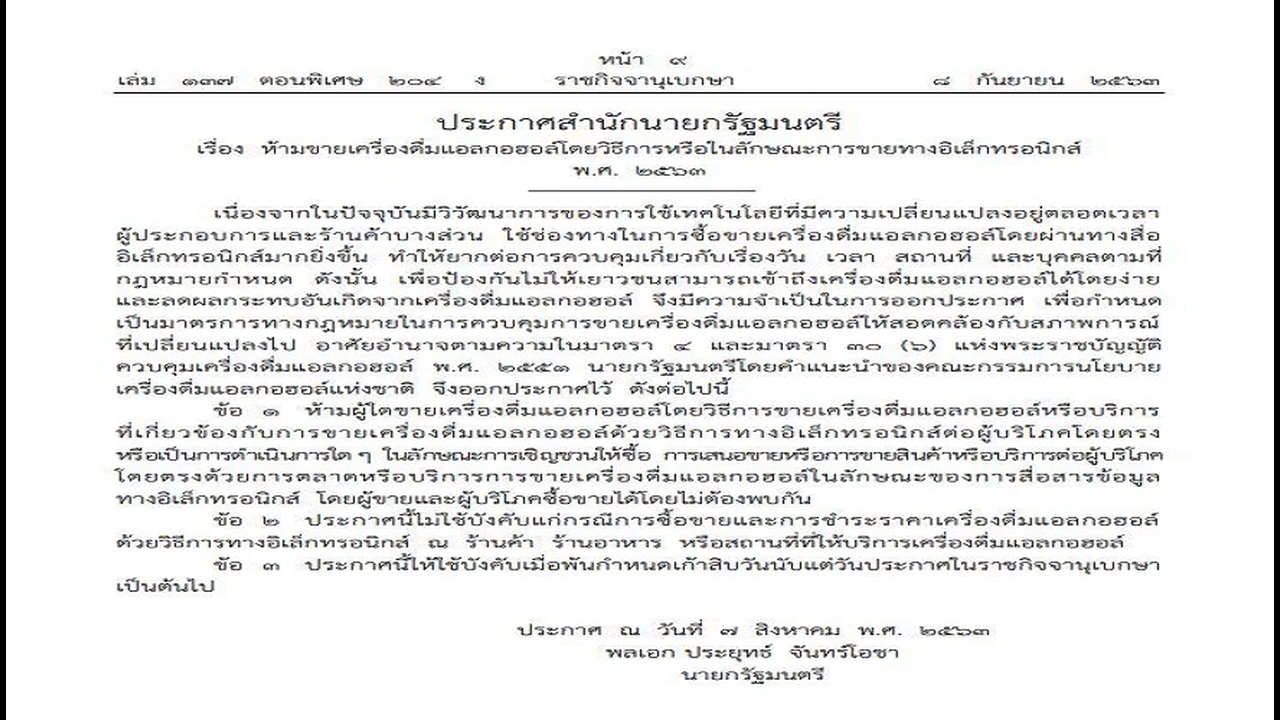 หน้า ๙
เล่ม ๑๓๗ ตอนพิเศษ ๒๐๔ ง ราชกิจจานุเบกษา ๘ กันยายน ๒๕๖๓
ประกาศสำนักนายกรัฐมนตรี
เรื่อง ห้ามขายเครื่องดื่มแอลกอฮอล์โดยวิธีการหรือในลักษณะการขายทางอิเล็กทรอนิกส์
พ.ศ. ๒๕๖๓
เนื่องจากในปัจจุบันมีวิวัฒนาการของการใช้เทคโนโลยีที่มีความเปลี่ยนแปลงอยู่ตลอดเวลา
ผู้ประกอบการและร้านค้าบางส่วน ใช้ช่องทางในการซื้อขายเครื่องดื่มแอลกอฮอล์โดยผ่านทางสื่อ
อิเล็กทรอนิกส์มากยิ่งขึ้น ทำให้ยากต่อการควบคุมเกี่ยวกับเรื่องวัน เวลา สถานที่ และบุคคลตามที่
กฎหมายกำหนด ดังนั้น เพื่อป้องกันไม่ให้เยาวชนสามารถเข้าถึงเครื่องดื่มแอลกอฮอล์ได้โดยง่าย
และลดผลกระทบอันเกิดจากเครื่องดื่มแอลกอฮอล์ จึงมีความจำเป็นในการออกประกาศ เพื่อกำหนด
เป็นมาตรการทางกฎหมายในการควบคุมการขายเครื่องดื่มแอลกอฮอล์ให้สอดคล้องกับสภาพการณ์
ที่เปลี่ยนแปลงไป อาศัยอำนาจตามความในมาตรา ๔ และมาตรา ๓๐ (๖) แห่งพระราชบัญญัติ
ควบคุมเครื่องดื่มแอลกอฮอล์ พ.ศ. ๒๕๕๑ นายกรัฐมนตรีโดยคำแนะนำของคณะกรรมการนโยบาย
เครื่องดื่มแอลกอฮอล์แห่งชาติ จึงออกประกาศไว้ ดังต่อไปนี้
ข้อ ๑ ห้ามผู้ใดขายเครื่องดื่มแอลกอฮอล์โดยวิธีการขายเครื่องดื่มแอลกอฮอล์หรือบริการ
ที่เกี่ยวข้องกับการขายเครื่องดื่มแอลกอฮอล์ด้วยวิธีการทางอิเล็กทรอนิกส์ต่อผู้บริโภคโดยตรง
หรือเป็นการดำเนินการใด ๆ ในลักษณะการเชิญชวนให้ซื้อ การเสนอขายหรือการขายสินค้าหรือบริการต่อผู้บริโภค
โดยตรงด้วยการตลาดหรือบริการการขายเครื่องดื่มแอลกอฮอล์ในลักษณะของการสื่อสารข้อมูล
ทางอิเล็กทรอนิกส์ โดยผู้ขายและผู้บริโภคซื้อขายได้โดยไม่ต้องพบกัน
ข้อ ๒ ประกาศนี้ไม่ใช้บังคับแก่กรณีการซื้อขายและการชำระราคาเครื่องดื่มแอลกอฮอล์
ด้วยวิธีการทางอิเล็กทรอนิกส์ ณ ร้านค้า ร้านอาหาร หรือสถานที่ที่ให้บริการเครื่องดื่มแอลกอฮอล์
ข้อ ๓ ประกาศนี้ให้ใช้บังคับเมื่อพ้นกำหนดเก้าสิบวันนับแต่วันประกาศในราชกิจจานุเบกษา
เป็นต้นไป
ประกาศ ณ วันที่ ๗ สิงหาคม พ.ศ. ๒๕๖๓
พลเอก ประยุทธ์ จันทร์โอชา
นายกรัฐมนตรี